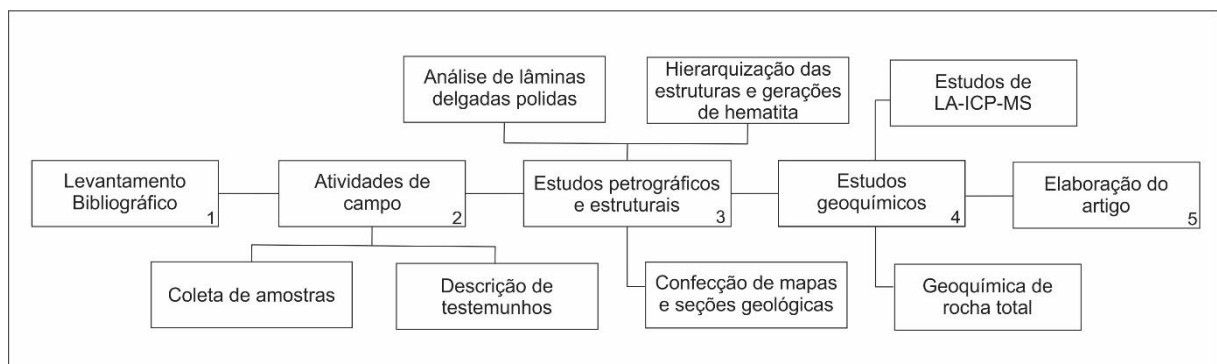 Análise de lâminas
delgadas polidas
Hierarquização das
estruturas e gerações
de hematita
Estudos de
LA-ICP-MS
Levantamento
Bibliográfico
1
Atividades de
campo
2
Estudos petrográficos
e estruturais
3
Estudos
geoquímicos
4
Elaboração do
artigo
5
Coleta de amostras
Descrição de
testemunhos
Confecção de mapas
e seções geológicas
Geoquímica de
rocha total